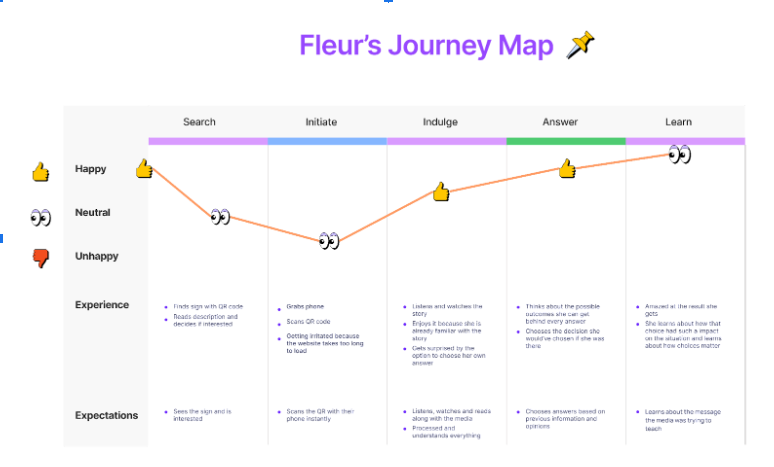 Fleur's Journey Map
Search
Initiate
Indulge
Answer
Learn
Happy
Neutral
Unhappy
Experience
Finds sign with QR code
Reads description and
decides if interested
Grabs phone
Scans QR code
Getting irritated because
the website takes too long
to load
Listens and watches the
story
Enjoys it because she is
already familiar with the
story
Gets surprised by the
option to choose her own
answer
Thinks about the possible
outcomes she can get
behind every answer
Chooses the decision she
would've chosen if she was
there
Amazed at the result she
gets
She learns about how that
choice had such a impact
on the situation and learns
about how choices matter
Expectations
Sees the sign and is
interested
Scans the QR with their
phone instantly
Listens, watches and reads
along with the media
Processed and
understands everything
Chooses answers based on
previous information and
opinions
Learns about the message
the media was trying to
teach